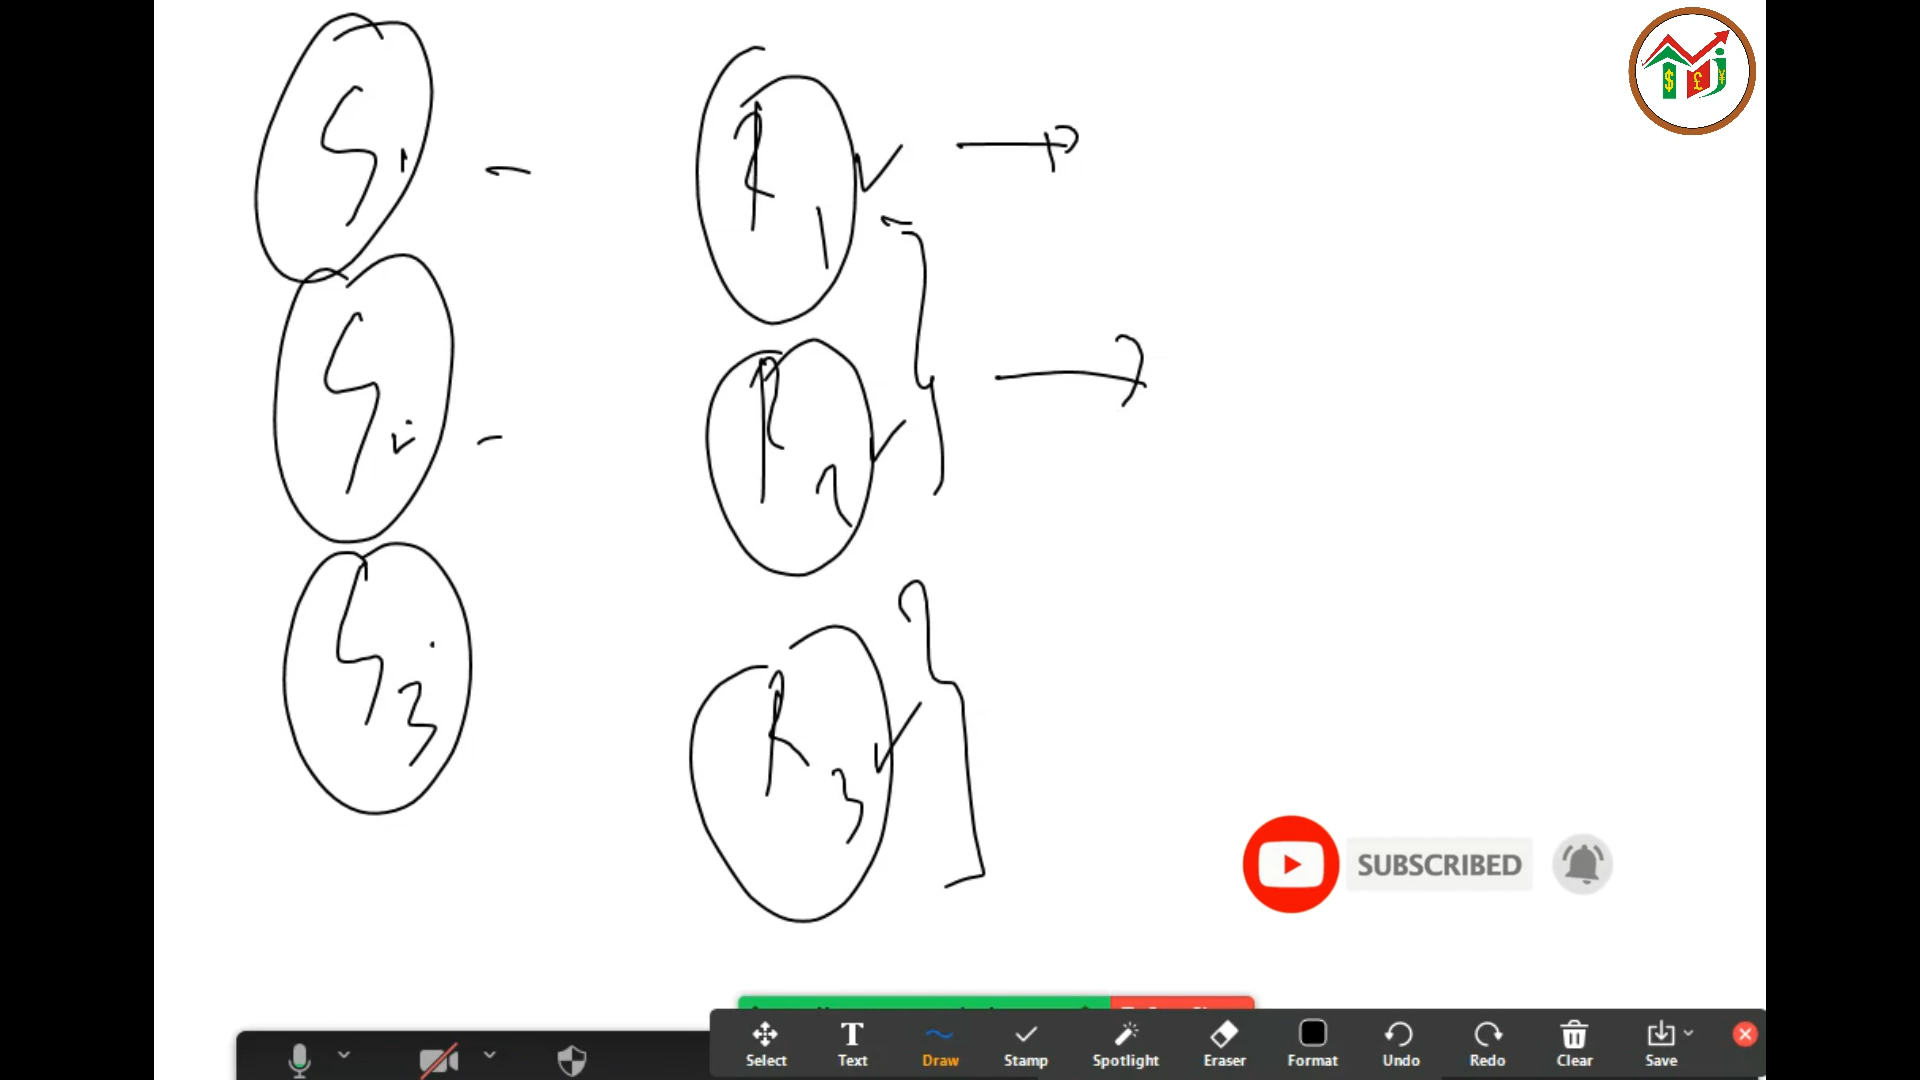 S1 - R1
S2 - R2
S3 R3
SUBSCRIBED
Select Text Draw Stamp Spotlight Eraser Format Undo Redo Clear Save